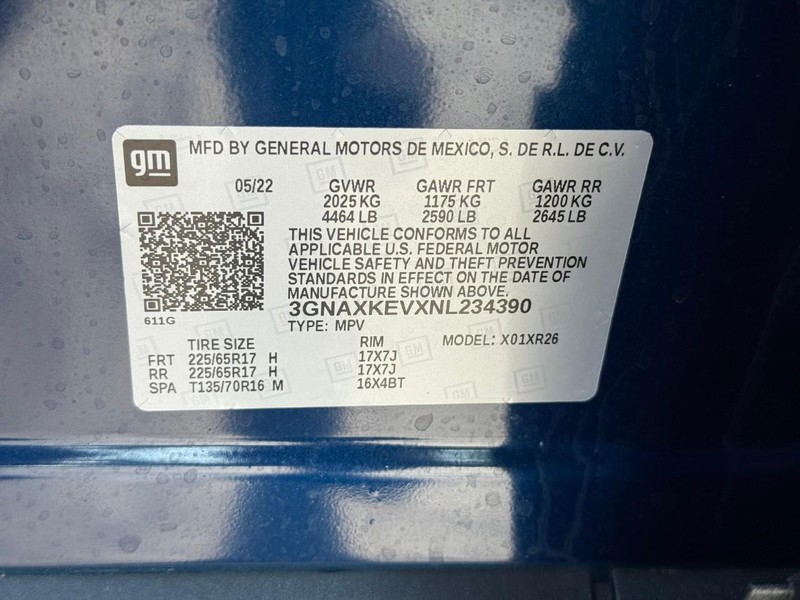 gm MFD BY GENERAL MOTORS DE MEXICO, S. DE R.L. DE C.V.
05/22 GVWR GAWR FRT GAWR RR
2025 KG 1175 KG 1200 KG
4464 LB 2590 LB 2645 LB
THIS VEHICLE CONFORMS TO ALL
APPLICABLE U.S. FEDERAL MOTOR
VEHICLE SAFETY AND THEFT PREVENTION
STANDARDS IN EFFECT ON THE DATE OF
MANUFACTURE SHOWN ABOVE.
3GNAXKEVXNL234390
611G
TYPE: MPV
TIRE SIZE RIM MODEL: X01XR26
FRT 225/65R17 H 17X7J
RR 225/65R17 H 17X7J
SPA T135/70R16 M 16X4BT